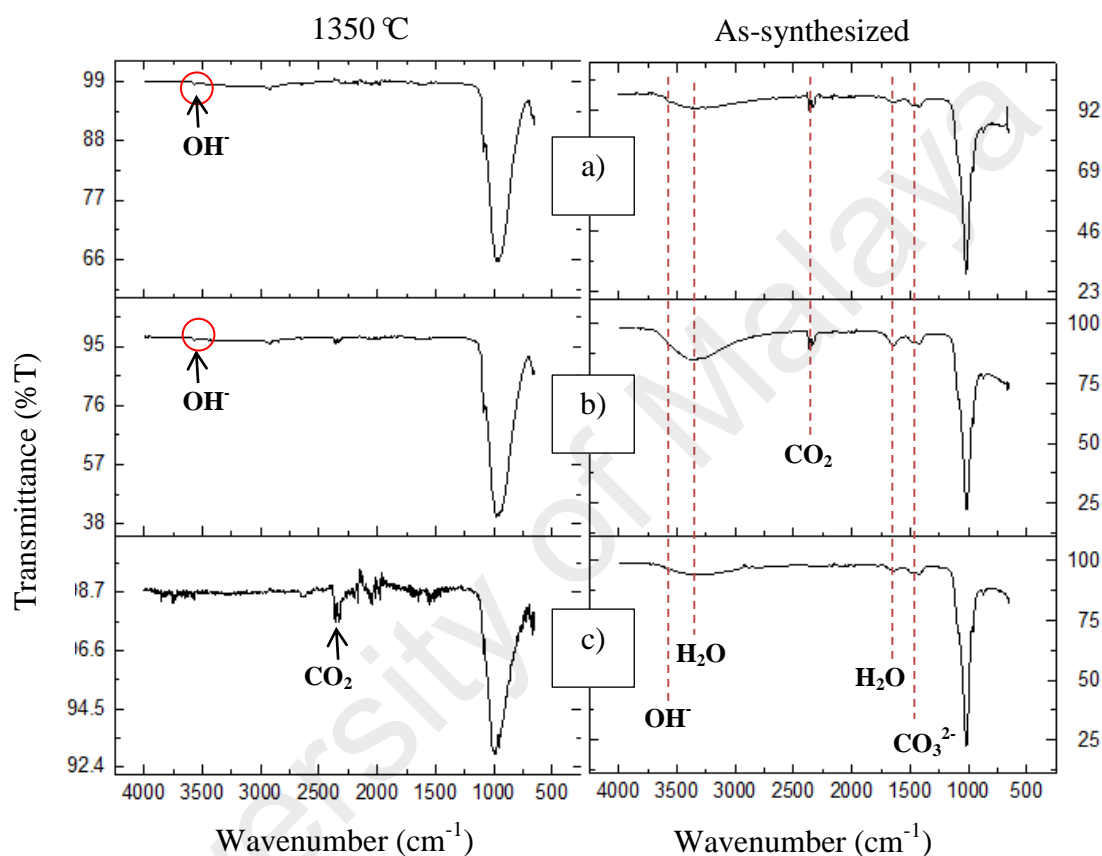 1350 °C
As-synthesized
Transmittance (%T)
99
88
77
66
OH⁻
a)
92
69
46
23
95
76
57
38
OH⁻
b)
100
75
50
25
CO₂
98.7
96.6
94.5
92.4
CO₂
c)
100
75
50
25
H₂O
H₂O
OH⁻
CO₃²⁻
4000 3500 3000 2500 2000 1500 1000 500
4000 3500 3000 2500 2000 1500 1000 500
Wavenumber (cm⁻¹)
Wavenumber (cm⁻¹)
University of Malaya